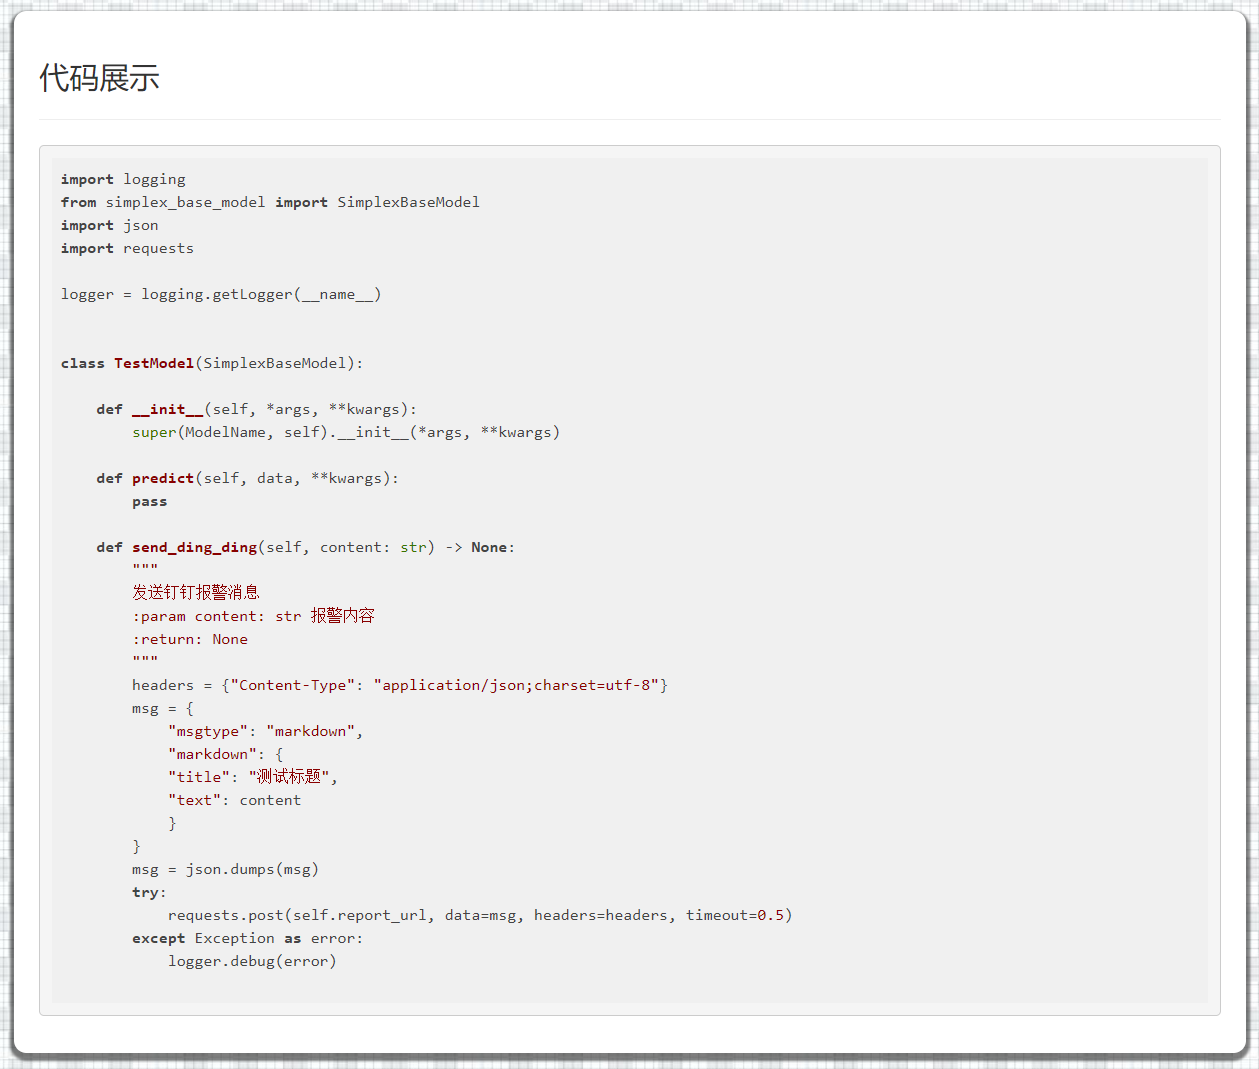 代码展示
import logging
from simplex_base_model import SimplexBaseModel
import json
import requests

logger = logging.getLogger(__name__)


class TestModel(SimplexBaseModel):

    def __init__(self, *args, **kwargs):
        super(ModelName, self).__init__(*args, **kwargs)

    def predict(self, data, **kwargs):
        pass

    def send_ding_ding(self, content: str) -> None:
        """
        发送钉钉报警消息
        :param content: str 报警内容
        :return: None
        """
        headers = {"Content-Type": "application/json;charset=utf-8"}
        msg = {
            "msgtype": "markdown",
            "markdown": {
            "title": "测试标题",
            "text": content
            }
        }
        msg = json.dumps(msg)
        try:
            requests.post(self.report_url, data=msg, headers=headers, timeout=0.5)
        except Exception as error:
            logger.debug(error)